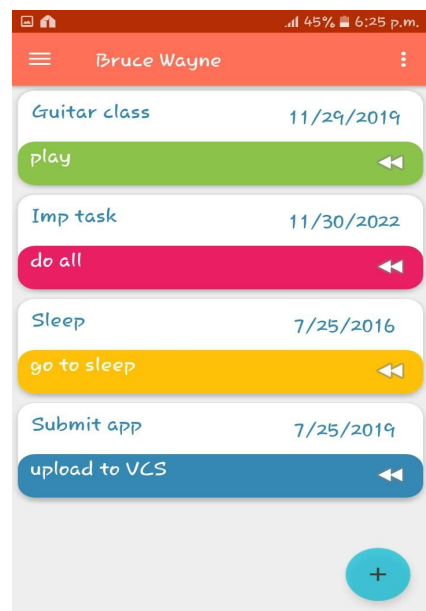 45% 6:25 p.m.
Bruce Wayne
Guitar class 11/29/2019
play
Imp task 11/30/2022
do all
Sleep 7/25/2016
go to sleep
Submit app 7/25/2019
upload to VCS
+